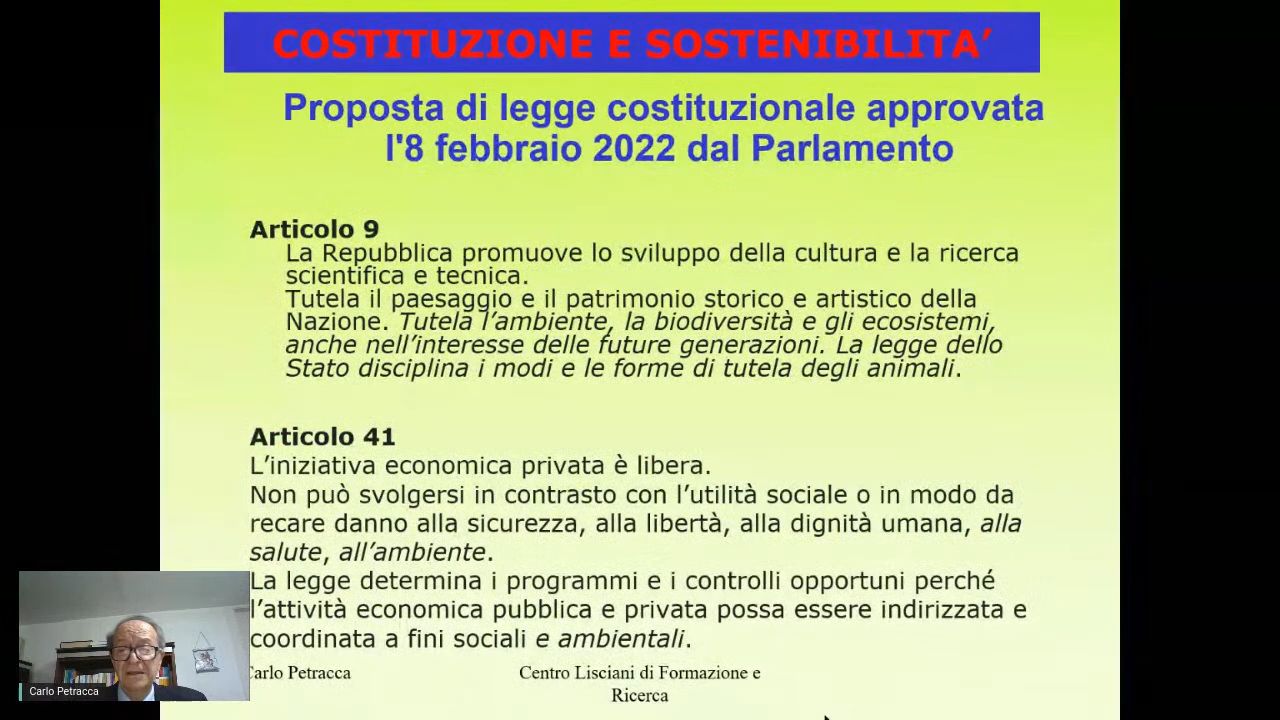 COSTITUZIONE E SOSTENIBILITA’
Proposta di legge costituzionale approvata
l'8 febbraio 2022 dal Parlamento
Articolo 9
La Repubblica promuove lo sviluppo della cultura e la ricerca
scientifica e tecnica.
Tutela il paesaggio e il patrimonio storico e artistico della
Nazione. Tutela l’ambiente, la biodiversità e gli ecosistemi,
anche nell’interesse delle future generazioni. La legge dello
Stato disciplina i modi e le forme di tutela degli animali.
Articolo 41
L’iniziativa economica privata è libera.
Non può svolgersi in contrasto con l’utilità sociale o in modo da
recare danno alla sicurezza, alla libertà, alla dignità umana, alla
salute, all’ambiente.
La legge determina i programmi e i controlli opportuni perché
l’attività economica pubblica e privata possa essere indirizzata e
coordinata a fini sociali e ambientali.
Carlo Petracca
Centro Lisciani di Formazione e
Ricerca
Carlo Petracca